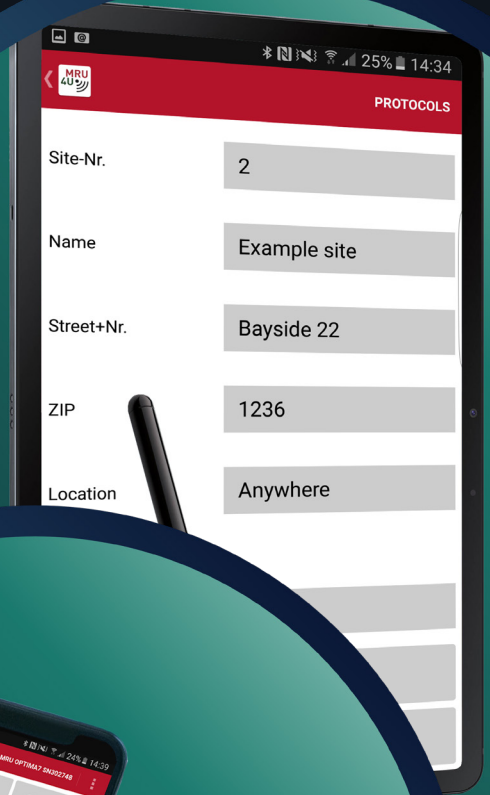 25% 14:34
MRU
4U
PROTOCOLS
Site-Nr.
2
Name
Example site
Street+Nr.
Bayside 22
ZIP
1236
Location
Anywhere
24% 14:39
MRU OPTIMA7 SN302748